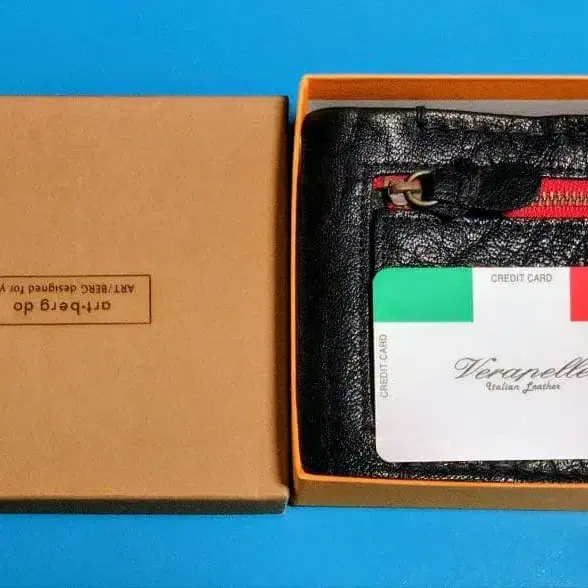 art-berg do
ART/BERG designed for y
CREDIT CARD
CREDIT CARD
Verapelle
Italian Leather